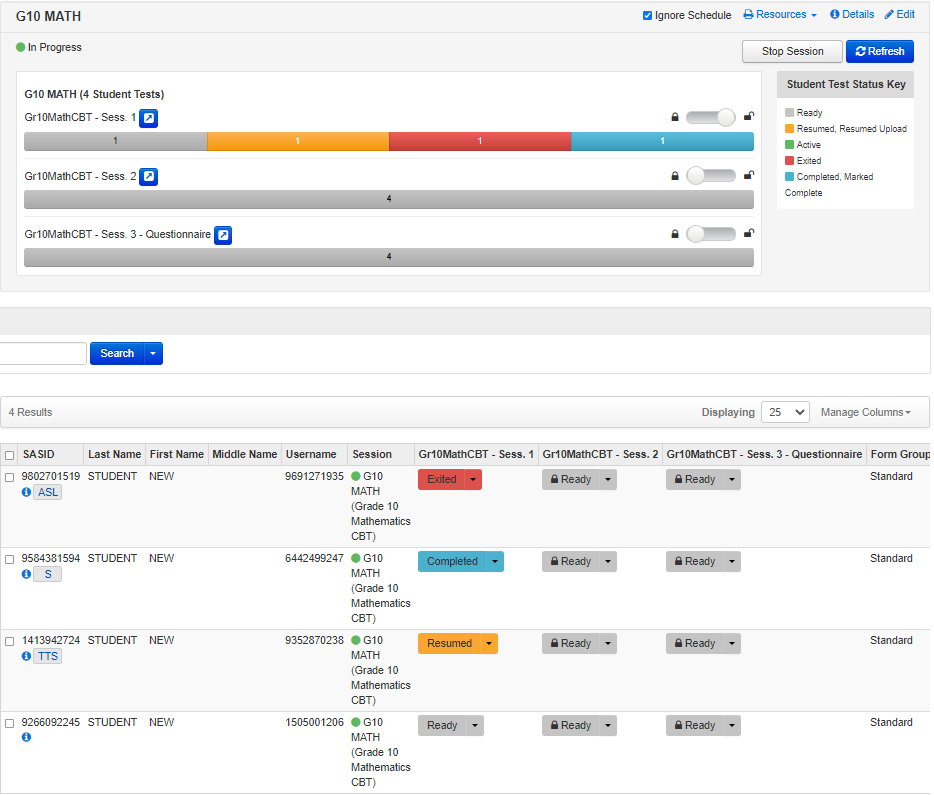 G10 MATH
Ignore Schedule Resources Details Edit
In Progress
Stop Session Refresh
G10 MATH (4 Student Tests)
Gr10MathCBT - Sess. 1
1 1 1 1
Gr10MathCBT - Sess. 2
4
Gr10MathCBT - Sess. 3 - Questionnaire
4
Student Test Status Key
Ready
Resumed, Resumed Upload
Active
Exited
Completed, Marked
Complete
Search
4 Results Displaying 25 Manage Columns
SASID Last Name First Name Middle Name Username Session Gr10MathCBT - Sess. 1 Gr10MathCBT - Sess. 2 Gr10MathCBT - Sess. 3 - Questionnaire Form Group
9802701519 STUDENT NEW 9691271935 G10 Exited Ready Ready Standard
ASL MATH
(Grade 10
Mathematics
CBT)
9584381594 STUDENT NEW 6442499247 G10 Completed Ready Ready Standard
S MATH
(Grade 10
Mathematics
CBT)
1413942724 STUDENT NEW 9352870238 G10 Resumed Ready Ready Standard
TTS MATH
(Grade 10
Mathematics
CBT)
9266092245 STUDENT NEW 1505001206 G10 Ready Ready Ready Standard
MATH
(Grade 10
Mathematics
CBT)